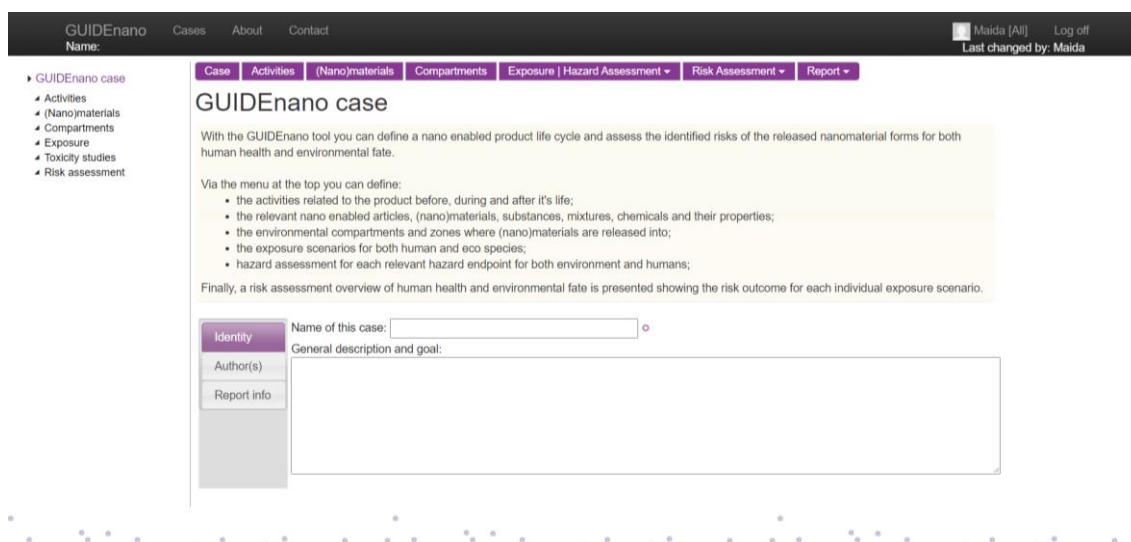 GUIDEnano Cases About Contact Maida [All] Log off
Name: Last changed by: Maida
GUIDEnano case
Activities
(Nano)materials
Compartments
Exposure
Toxicity studies
Risk assessment
Case Activities (Nano)materials Compartments Exposure | Hazard Assessment Risk Assessment Report
GUIDEnano case
With the GUIDEnano tool you can define a nano enabled product life cycle and assess the identified risks of the released nanomaterial forms for both
human health and environmental fate.
Via the menu at the top you can define:
• the activities related to the product before, during and after it's life;
• the relevant nano enabled articles, (nano)materials, substances, mixtures, chemicals and their properties;
• the environmental compartments and zones where (nano)materials are released into;
• the exposure scenarios for both human and eco species;
• hazard assessment for each relevant hazard endpoint for both environment and humans;
Finally, a risk assessment overview of human health and environmental fate is presented showing the risk outcome for each individual exposure scenario.
Identity
Author(s)
Report info
Name of this case:
General description and goal: